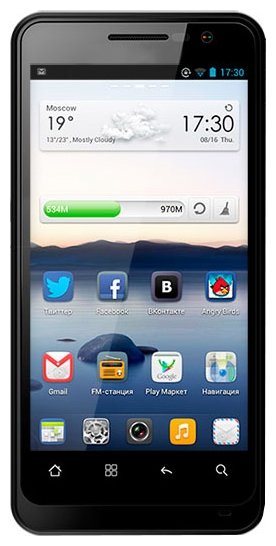 17:30
Moscow
19°
13°/23°, Mostly Cloudy
17:30
08/16 Thu.
534M
970M
Твиттер
Facebook
ВКонтакте
Angry Birds
Gmail
FM-станция
Play Маркет
Навигация